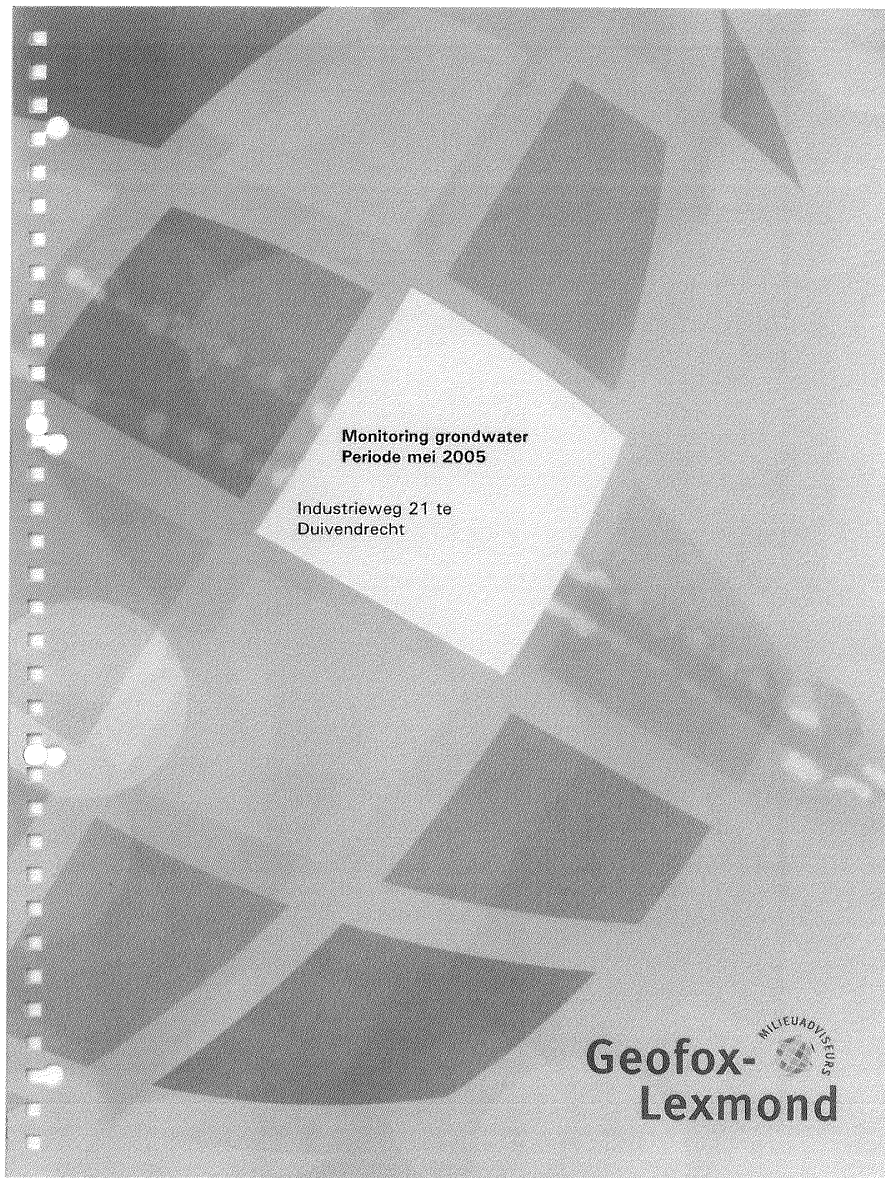 Monitoring grondwater
Periode mei 2005
Industrieweg 21 te
Duivendrecht
MILIEUADVISEURS
Geofox-
Lexmond